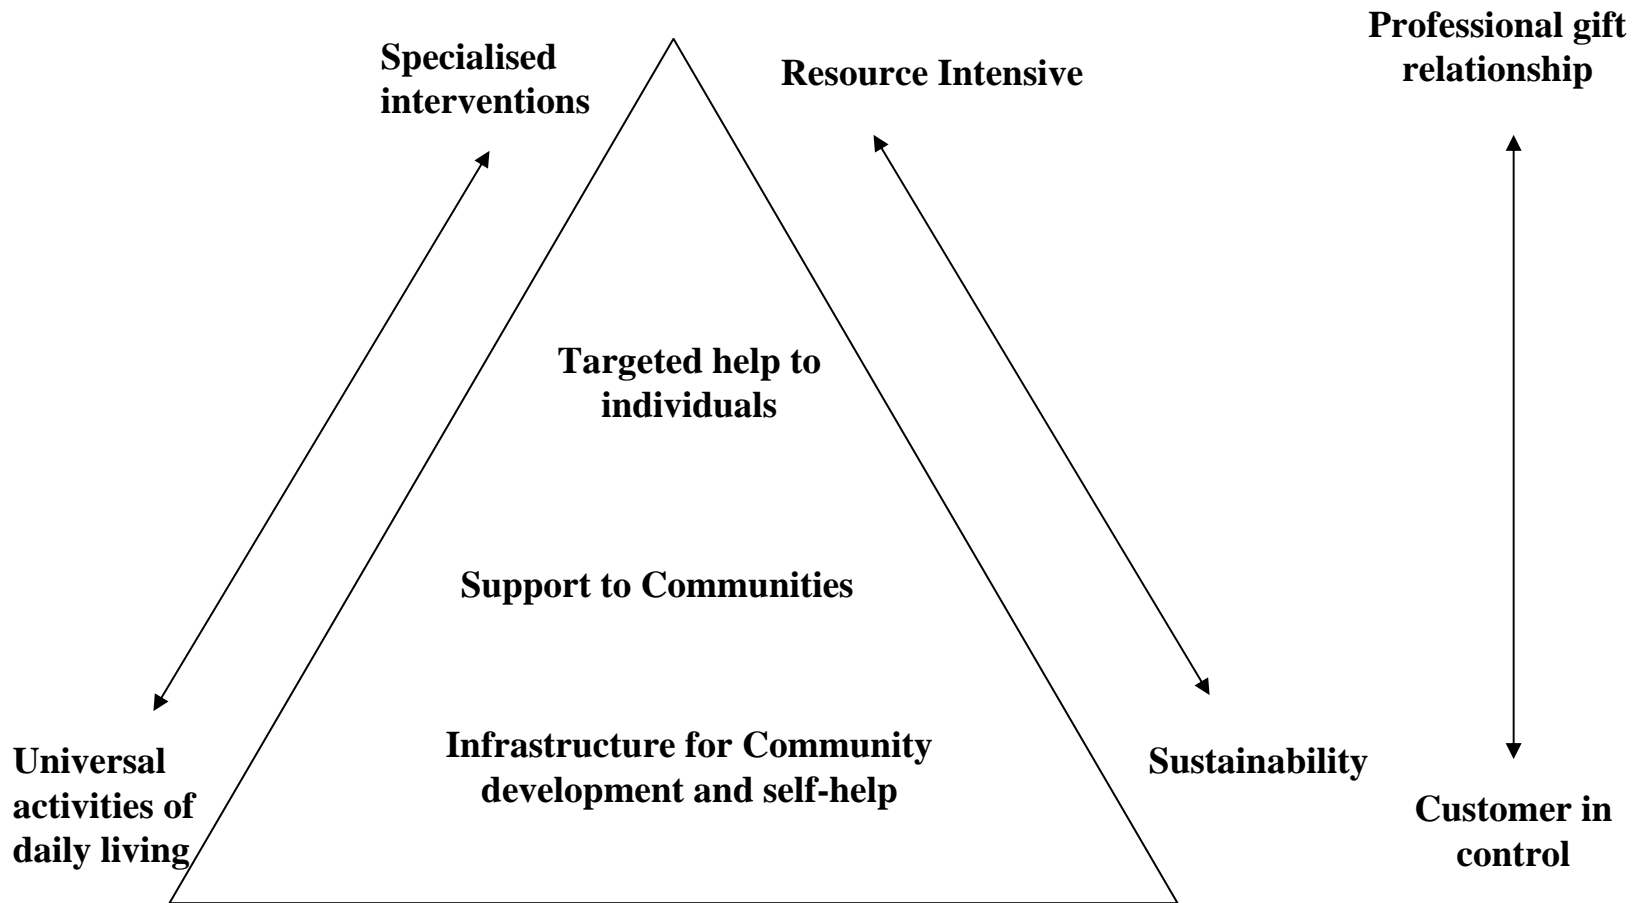 Professional gift
relationship
Specialised
interventions
Resource Intensive
Targeted help to
individuals
Support to Communities
Infrastructure for Community
development and self-help
Universal
activities of
daily living
Sustainability
Customer in
control